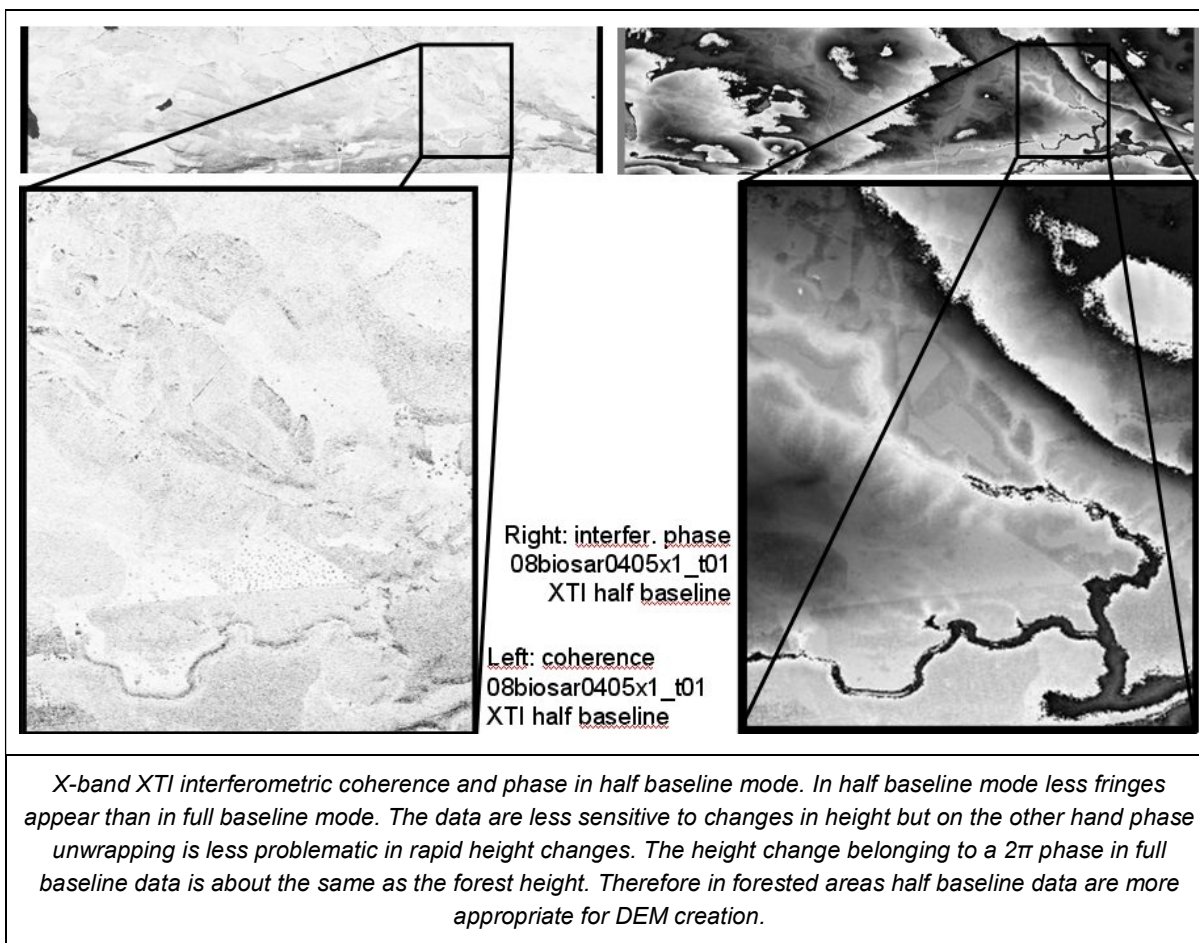 Right: interfer. phase
08biosar0405x1_t01
XTI half baseline
Left: coherence
08biosar0405x1_t01
XTI half baseline
X-band XTI interferometric coherence and phase in half baseline mode. In half baseline mode less fringes
appear than in full baseline mode. The data are less sensitive to changes in height but on the other hand phase
unwrapping is less problematic in rapid height changes. The height change belonging to a 2π phase in full
baseline data is about the same as the forest height. Therefore in forested areas half baseline data are more
appropriate for DEM creation.